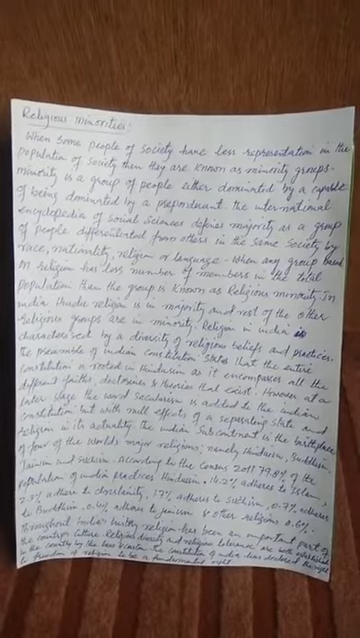 Religious Minorities:
When some people of society have less representation in the
population of society then they are known as minority groups.
minority is a group of people either dominated by a capable
of being dominated by a prepondent. the international
encyclopedia of Social Sciences defines majority as a group
of people differentiated from others in the same Society by
race, nationality, religion or language. When any group based
on religion has less number of members in the total
population than the group is known as Religious minority. In
india Hindu religion is in majority and rest of the other
religious groups are in minority. Religion in india is
characterised by a diversity of religious beliefs and practices.
the preamble of indian constitution states that the entire
Constitution is rooted in Hinduism as it encompasses all the
different faiths, doctrines & theories that exist. However at a
later stage the word secularism is added to the indian
Constitution but with null effects of a separating state and
religion in its actuality. the indian Subcontinent is the birthplace
of four of the worlds major religions; namely Hinduism, Buddhism,
Jainism and Sikhism. According to the Census 2011 79.8% of the
population of india practices Hinduism. 14.2% adheres to Islam,
2.3% adhere to christianity, 1.7% adheres to Sikhism, 0.7% adheres
to Buddhism, 0.4% adhere to jainism & other religions 0.6%.
Throughout India's history religion has been an important part of
the country's culture. Religious diversity and religious tolerance are both established
in the country by the law & custom. the constitution of india has declared the right
to freedom of religion to be a fundamental right.